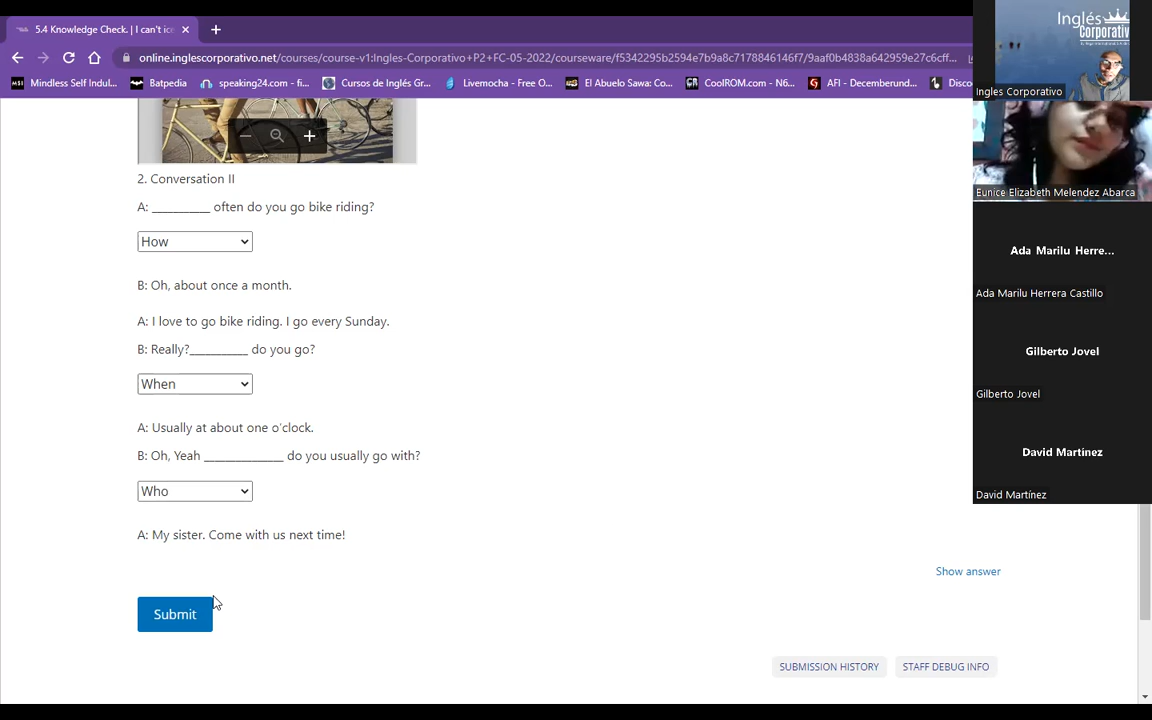 5.4 Knowledge Check. | I can't ice
online.inglescorporativo.net/courses/course-v1:Ingles-Corporativo+P2+FC-05-2022/courseware/f5342295b2594e7b9a8c7178846146f7/9aaf0b4838a642959e27c6cff...
Mindless Self Indul...
Batpedia
speaking24.com - fi...
Cursos de Inglés Gr...
Livemocha - Free O...
El Abuelo Sawa: Co...
CoolROM.com - N6...
AFI - Decemberund...
Disco
Inglés
Corporativ
Ingles Corporativo
Eunice Elizabeth Melendez Abarca
Ada Marilu Herre...
Ada Marilu Herrera Castillo
Gilberto Jovel
Gilberto Jovel
David Martinez
David Martínez
2. Conversation II
A: __________ often do you go bike riding?
How
B: Oh, about once a month.
A: I love to go bike riding. I go every Sunday.
B: Really?__________ do you go?
When
A: Usually at about one o'clock.
B: Oh, Yeah ______________ do you usually go with?
Who
A: My sister. Come with us next time!
Show answer
Submit
SUBMISSION HISTORY
STAFF DEBUG INFO